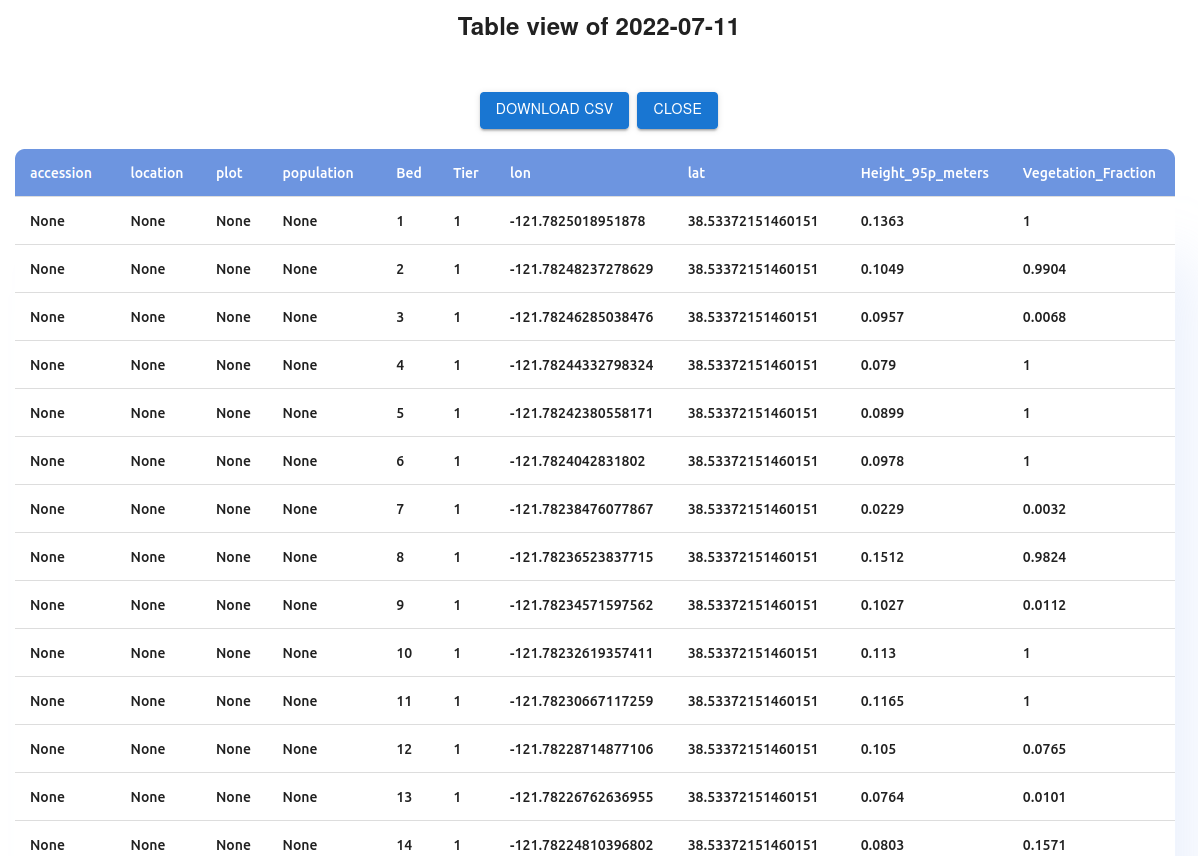 Table view of 2022-07-11
DOWNLOAD CSV CLOSE
accession location plot population Bed Tier lon lat Height_95p_meters Vegetation_Fraction
None None None None 1 1 -121.7825018951878 38.53372151460151 0.1363 1
None None None None 2 1 -121.78248237278629 38.53372151460151 0.1049 0.9904
None None None None 3 1 -121.78246285038476 38.53372151460151 0.0957 0.0068
None None None None 4 1 -121.78244332798324 38.53372151460151 0.079 1
None None None None 5 1 -121.78242380558171 38.53372151460151 0.0899 1
None None None None 6 1 -121.7824042831802 38.53372151460151 0.0978 1
None None None None 7 1 -121.78238476077867 38.53372151460151 0.0229 0.0032
None None None None 8 1 -121.78236523837715 38.53372151460151 0.1512 0.9824
None None None None 9 1 -121.78234571597562 38.53372151460151 0.1027 0.0112
None None None None 10 1 -121.78232619357411 38.53372151460151 0.113 1
None None None None 11 1 -121.78230667117259 38.53372151460151 0.1165 1
None None None None 12 1 -121.78228714877106 38.53372151460151 0.105 0.0765
None None None None 13 1 -121.78226762636955 38.53372151460151 0.0764 0.0101
None None None None 14 1 -121.78224810396802 38.53372151460151 0.0803 0.1571